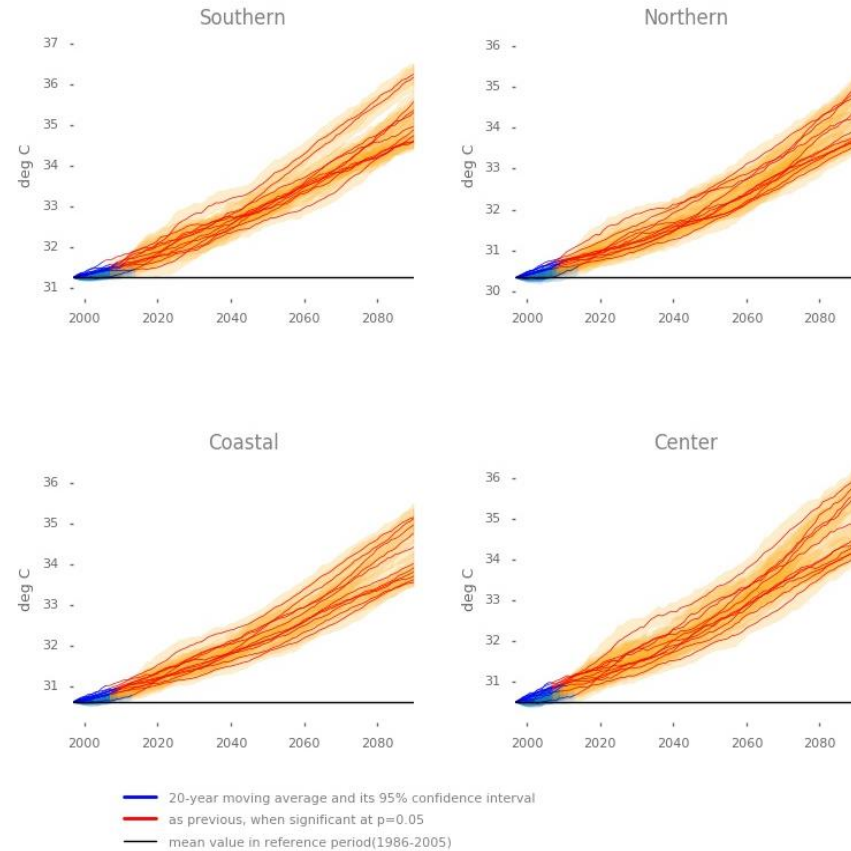 Southern
Northern
37
36
35
34
33
32
31
deg C
2000 2020 2040 2060 2080
36
35
34
33
32
31
30
deg C
2000 2020 2040 2060 2080
Coastal
Center
36
35
34
33
32
31
deg C
2000 2020 2040 2060 2080
36
35
34
33
32
31
deg C
2000 2020 2040 2060 2080
20-year moving average and its 95% confidence interval
as previous, when significant at p=0.05
mean value in reference period(1986-2005)